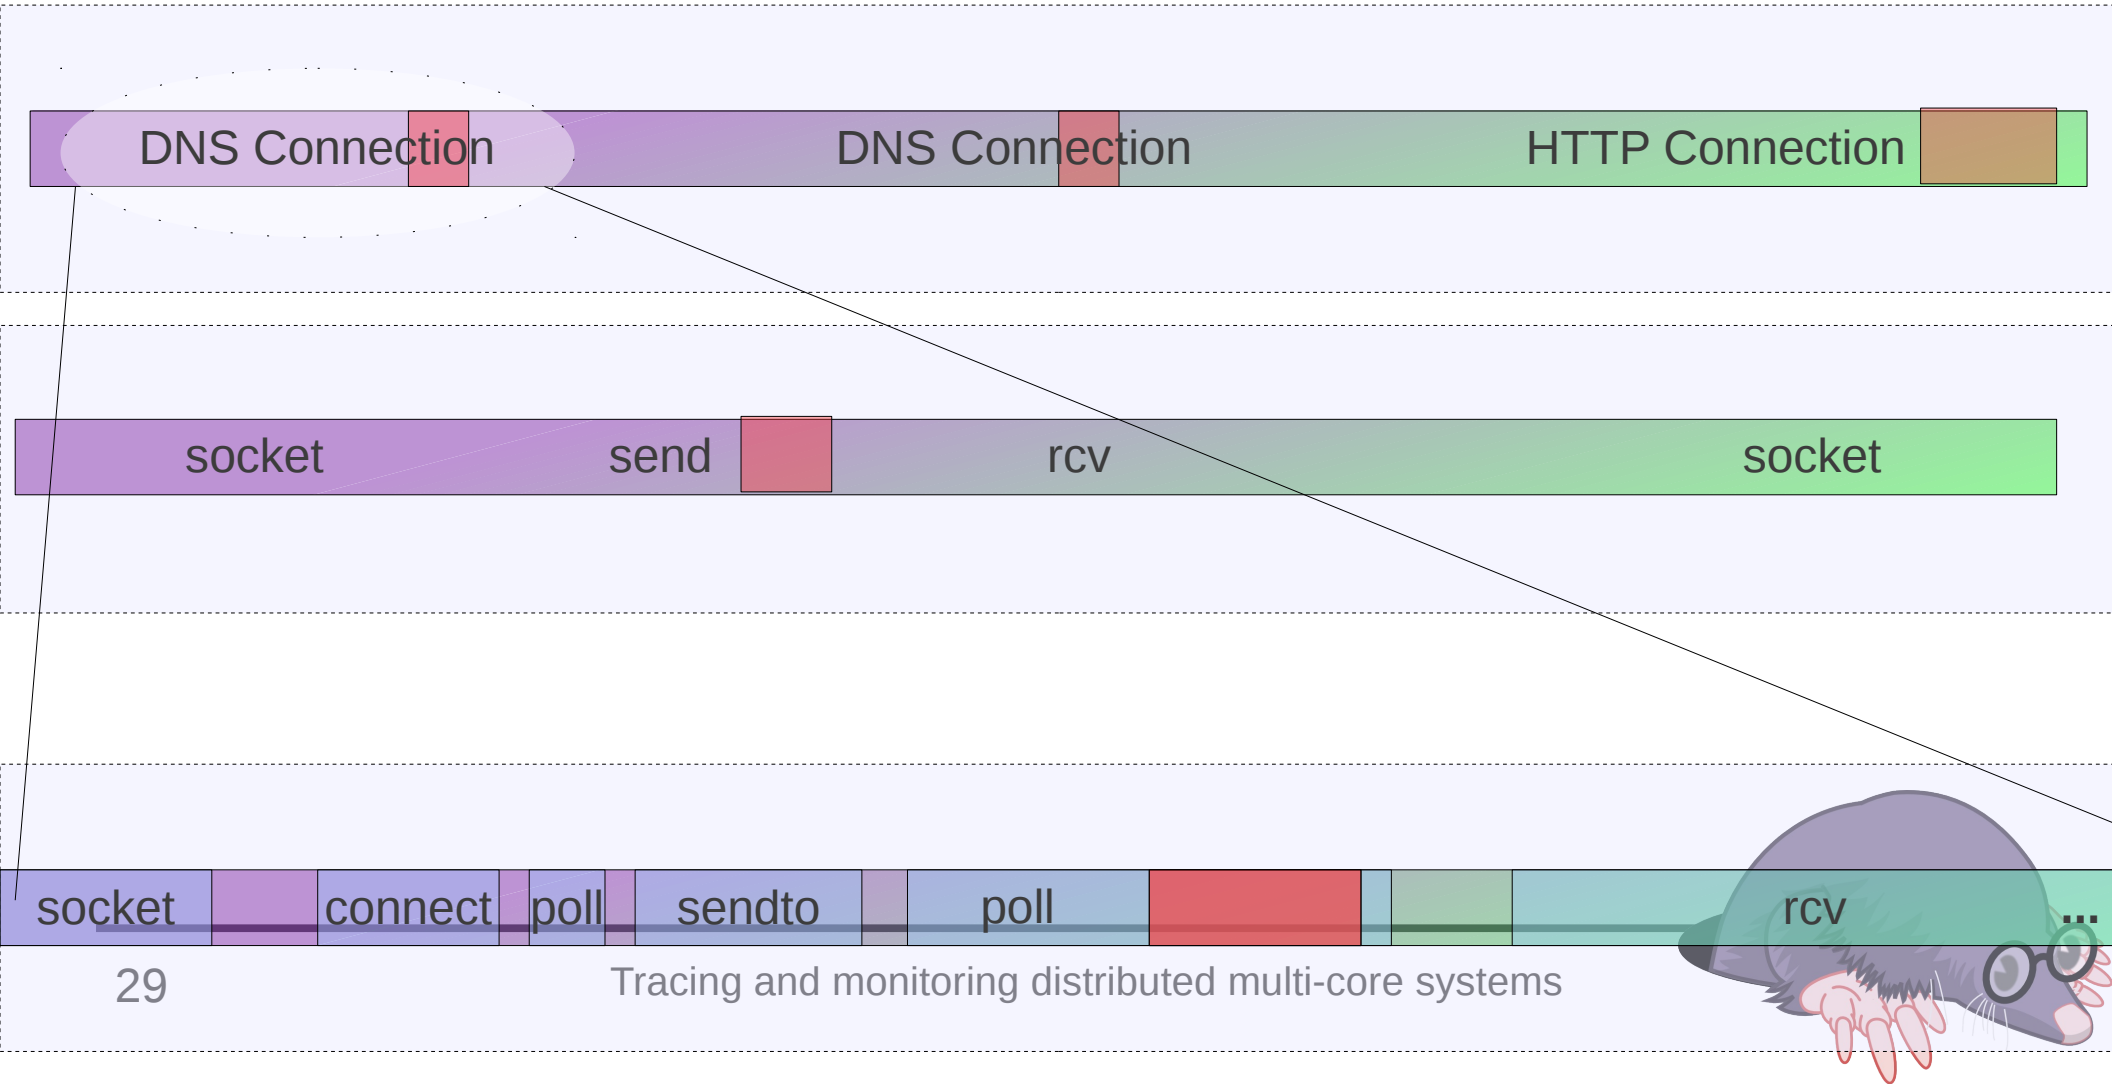 DNS Connection DNS Connection HTTP Connection
socket send rcv socket
socket connect poll sendto poll rcv ...
29 Tracing and monitoring distributed multi-core systems